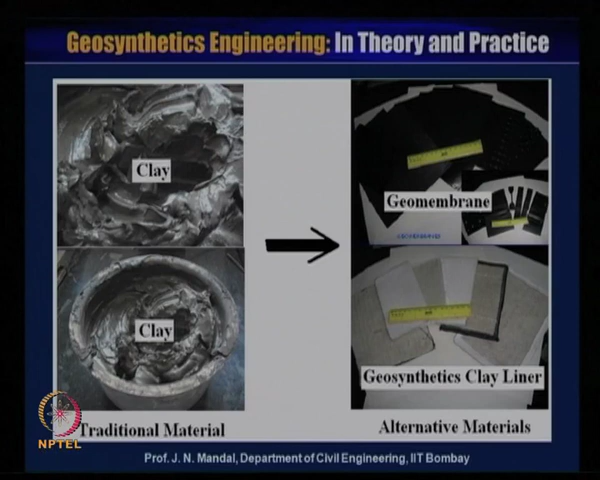 Geosynthetics Engineering: In Theory and Practice
Clay
Geomembrane
Clay
Geosynthetics Clay Liner
Traditional Material
Alternative Materials
NPTEL
Prof. J. N. Mandal, Department of Civil Engineering, IIT Bombay